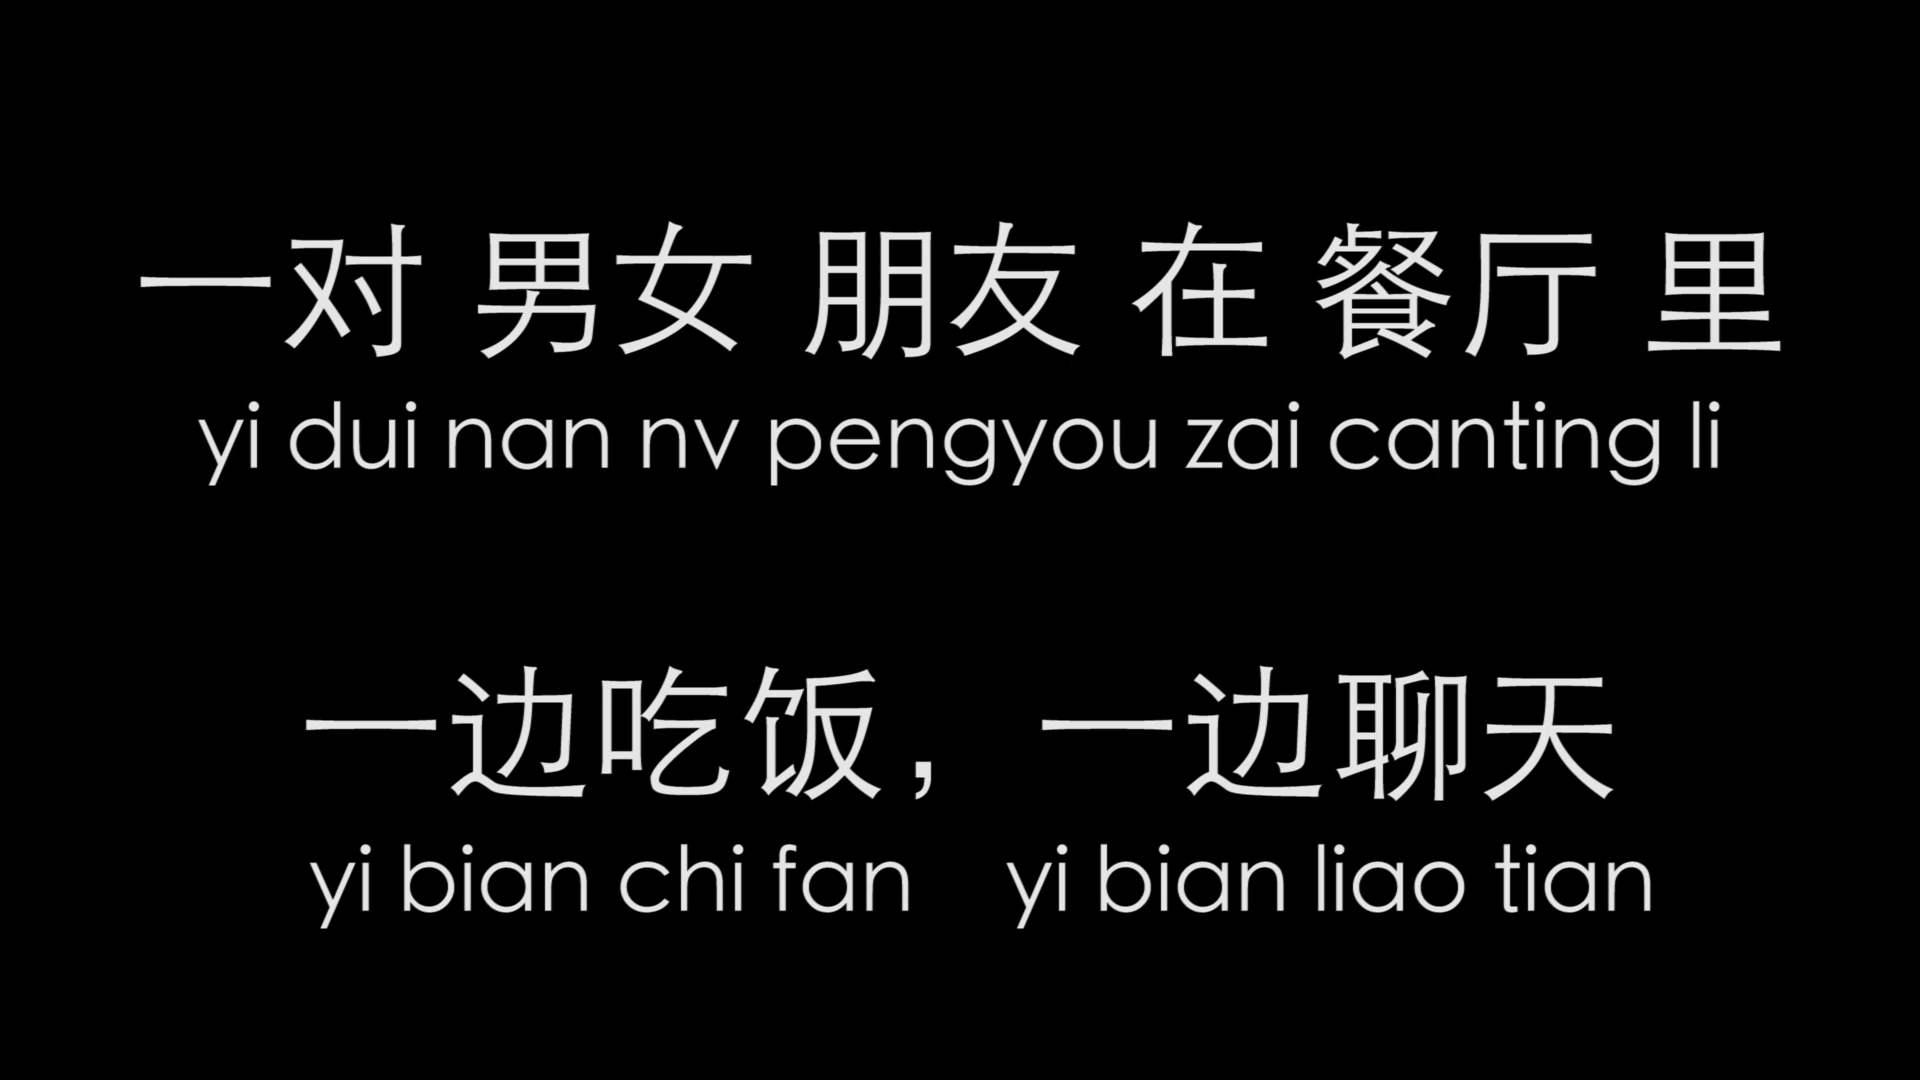 一对 男女 朋友 在 餐厅 里
yi dui nan nv pengyou zai canting li
一边吃饭，一边聊天
yi bian chi fan yi bian liao tian